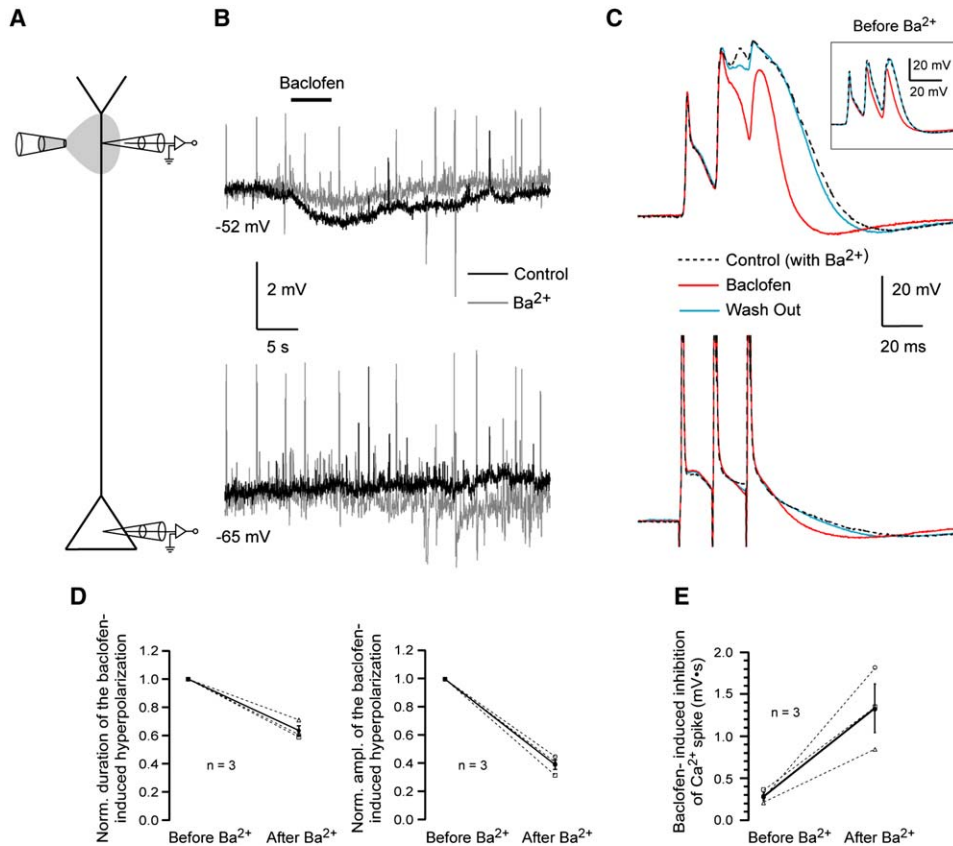 A
B
Baclofen
-52 mV
2 mV
5 s
Control
Ba2+
-65 mV
C
Before Ba2+
20 mV
20 mV
Control (with Ba2+)
Baclofen
Wash Out
20 mV
20 ms
D
Norm. duration of the baclofen-
induced hyperpolarization
1.2
1.0
0.8
0.6
0.4
0.2
0.0
n = 3
Before Ba2+
After Ba2+
Norm. ampl. of the baclofen-
induced hyperpolarization
1.2
1.0
0.8
0.6
0.4
0.2
0.0
n = 3
Before Ba2+
After Ba2+
E
Baclofen- induced inhibition
of Ca2+ spike (mV•s)
2.0
1.5
1.0
0.5
0.0
n = 3
Before Ba2+
After Ba2+